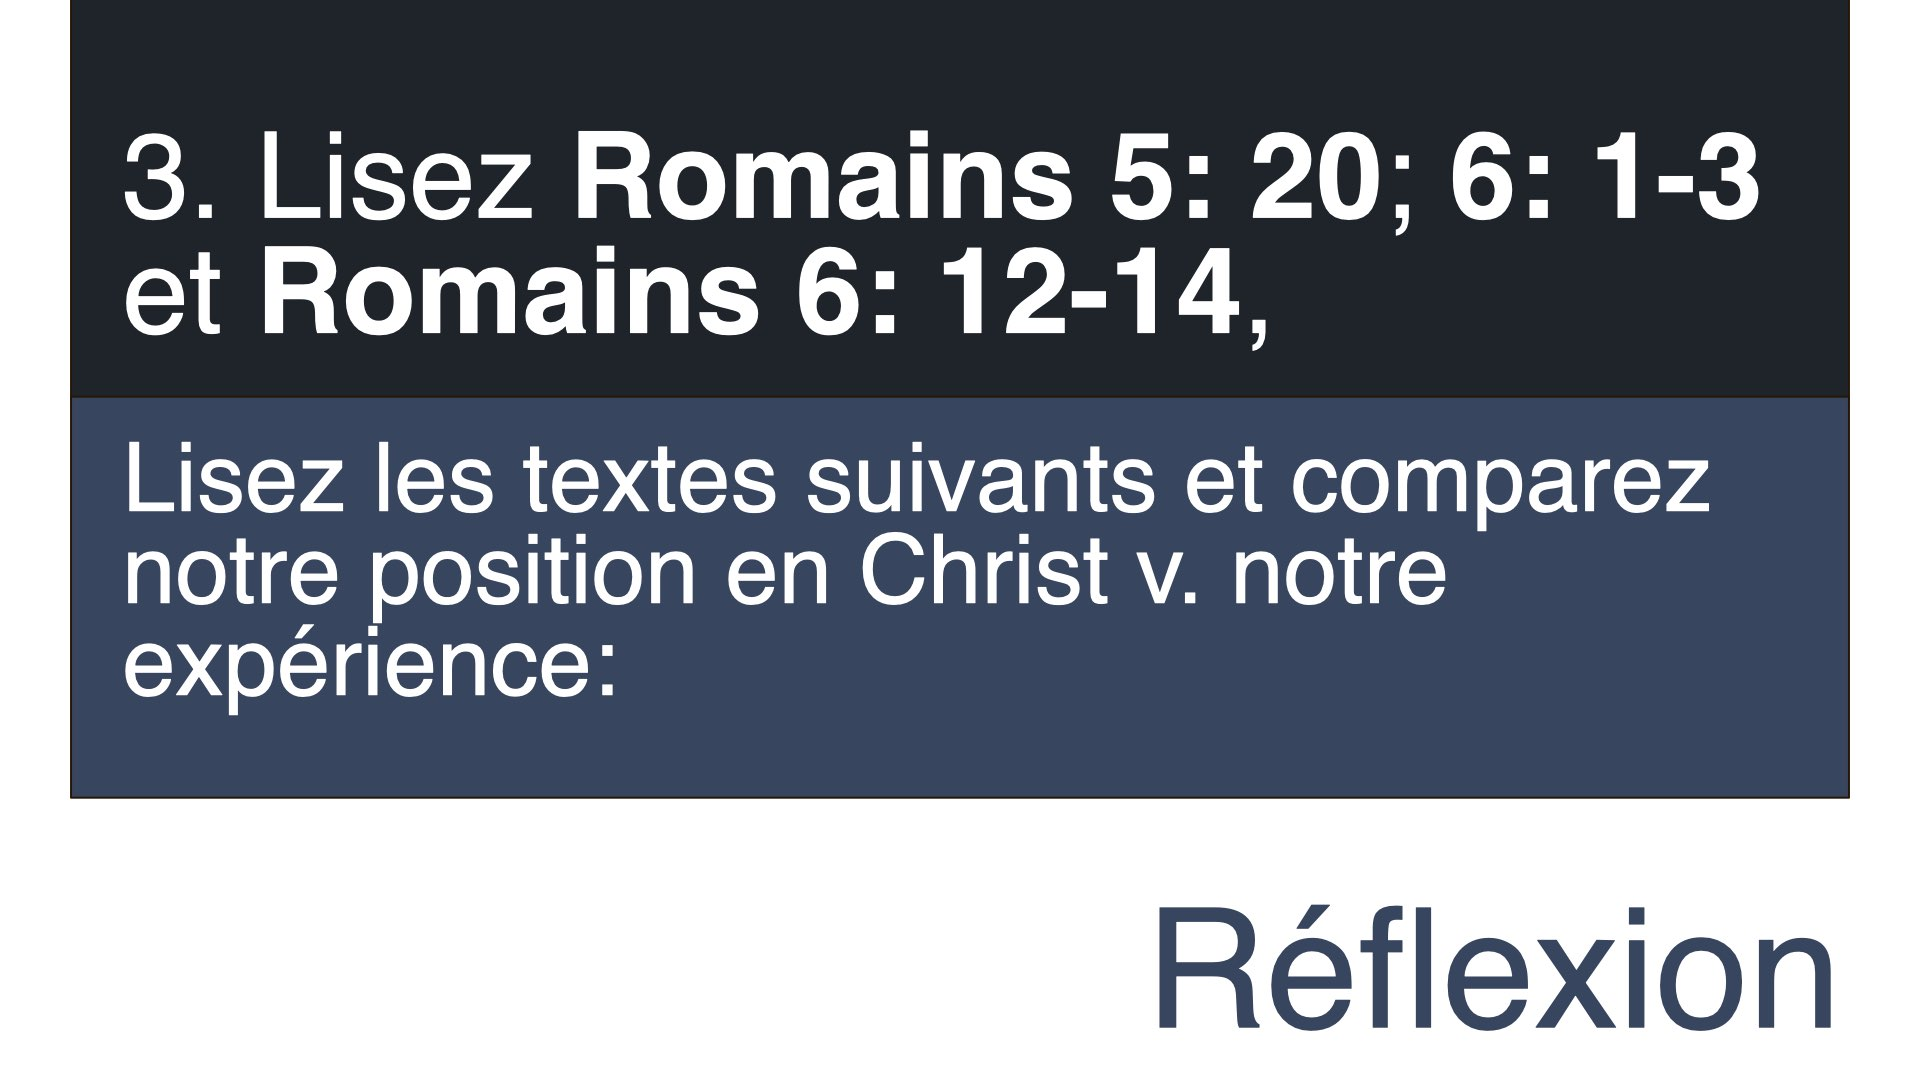 3. Lisez Romains 5: 20; 6: 1-3
et Romains 6: 12-14,
Lisez les textes suivants et comparez
notre position en Christ v. notre
expérience:
Réflexion